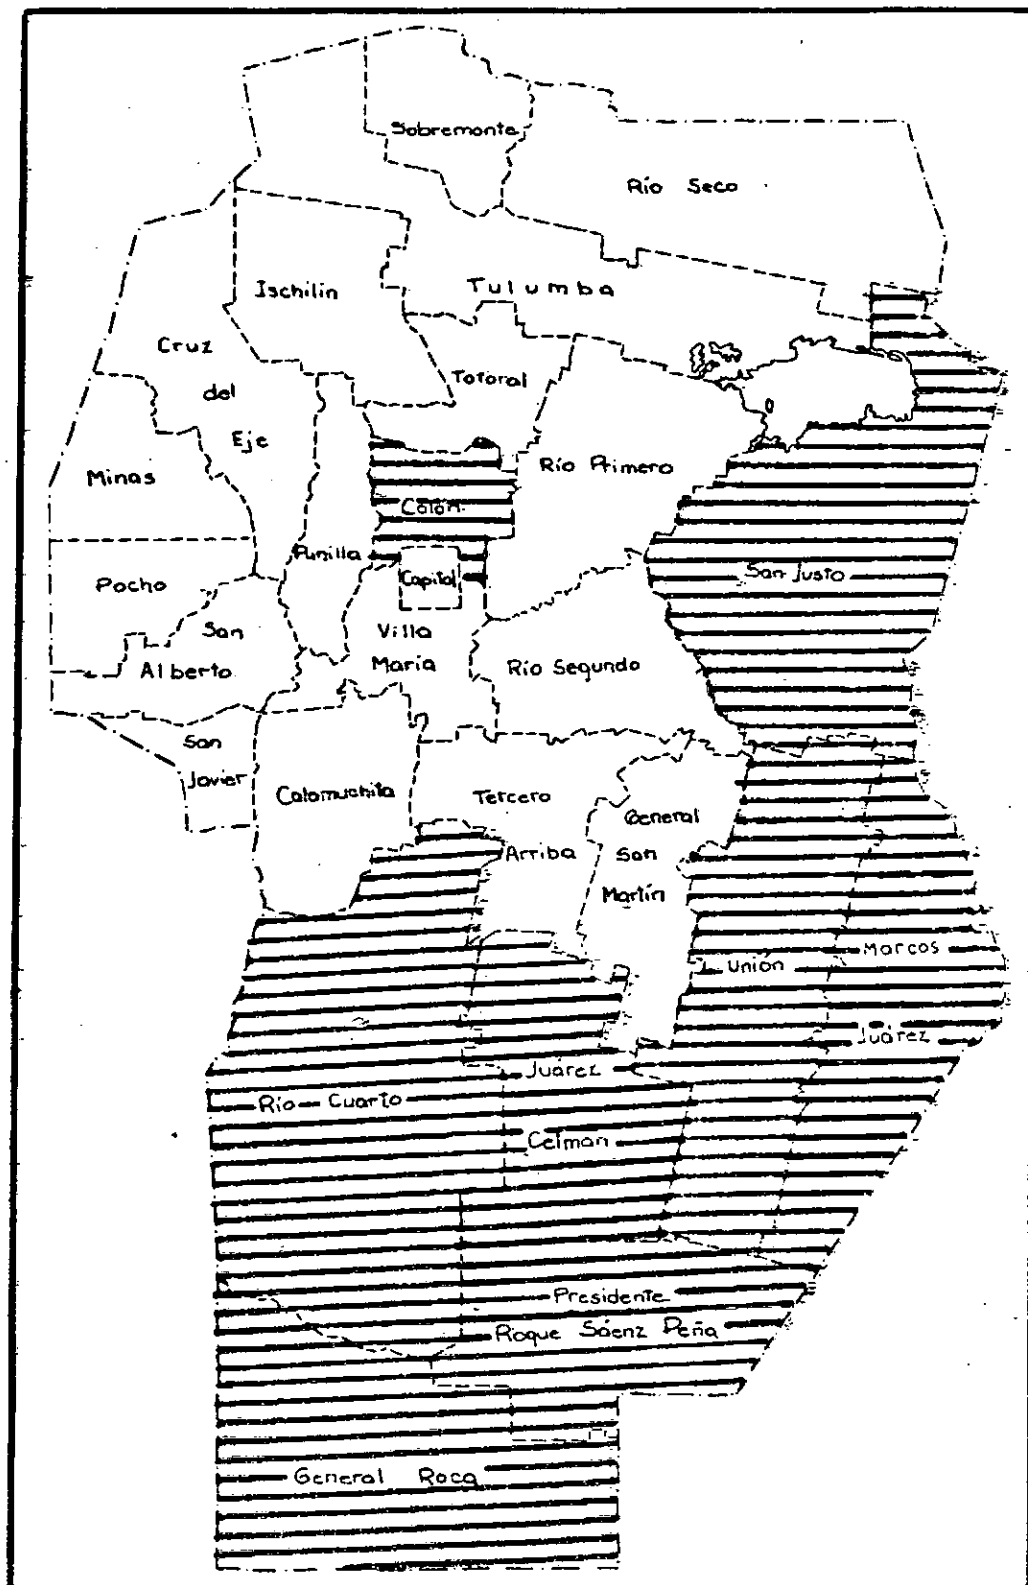 Sobremonte
Río Seco
Ischilín
Tulumba
Cruz
del
Eje
Totoral
Minas
Río Primero
Colón
Punilla
Capital
San Justo
Pocho
San
Alberto
Villa
María
Río Segundo
San
Javier
Calamuchita
Tercero
Arriba
General
San
Martín
Unión
Marcos
Juárez
Juárez
Celman
Río Cuarto
Presidente
Roque Sáenz Peña
General Roca